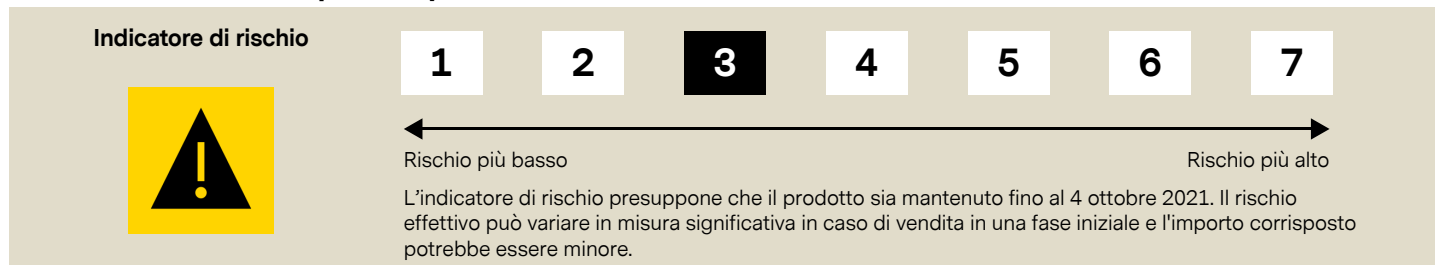 Indicatore di rischio
1 2 3 4 5 6 7
Rischio più basso Rischio più alto
L’indicatore di rischio presuppone che il prodotto sia mantenuto fino al 4 ottobre 2021. Il rischio
effettivo può variare in misura significativa in caso di vendita in una fase iniziale e l'importo corrisposto
potrebbe essere minore.